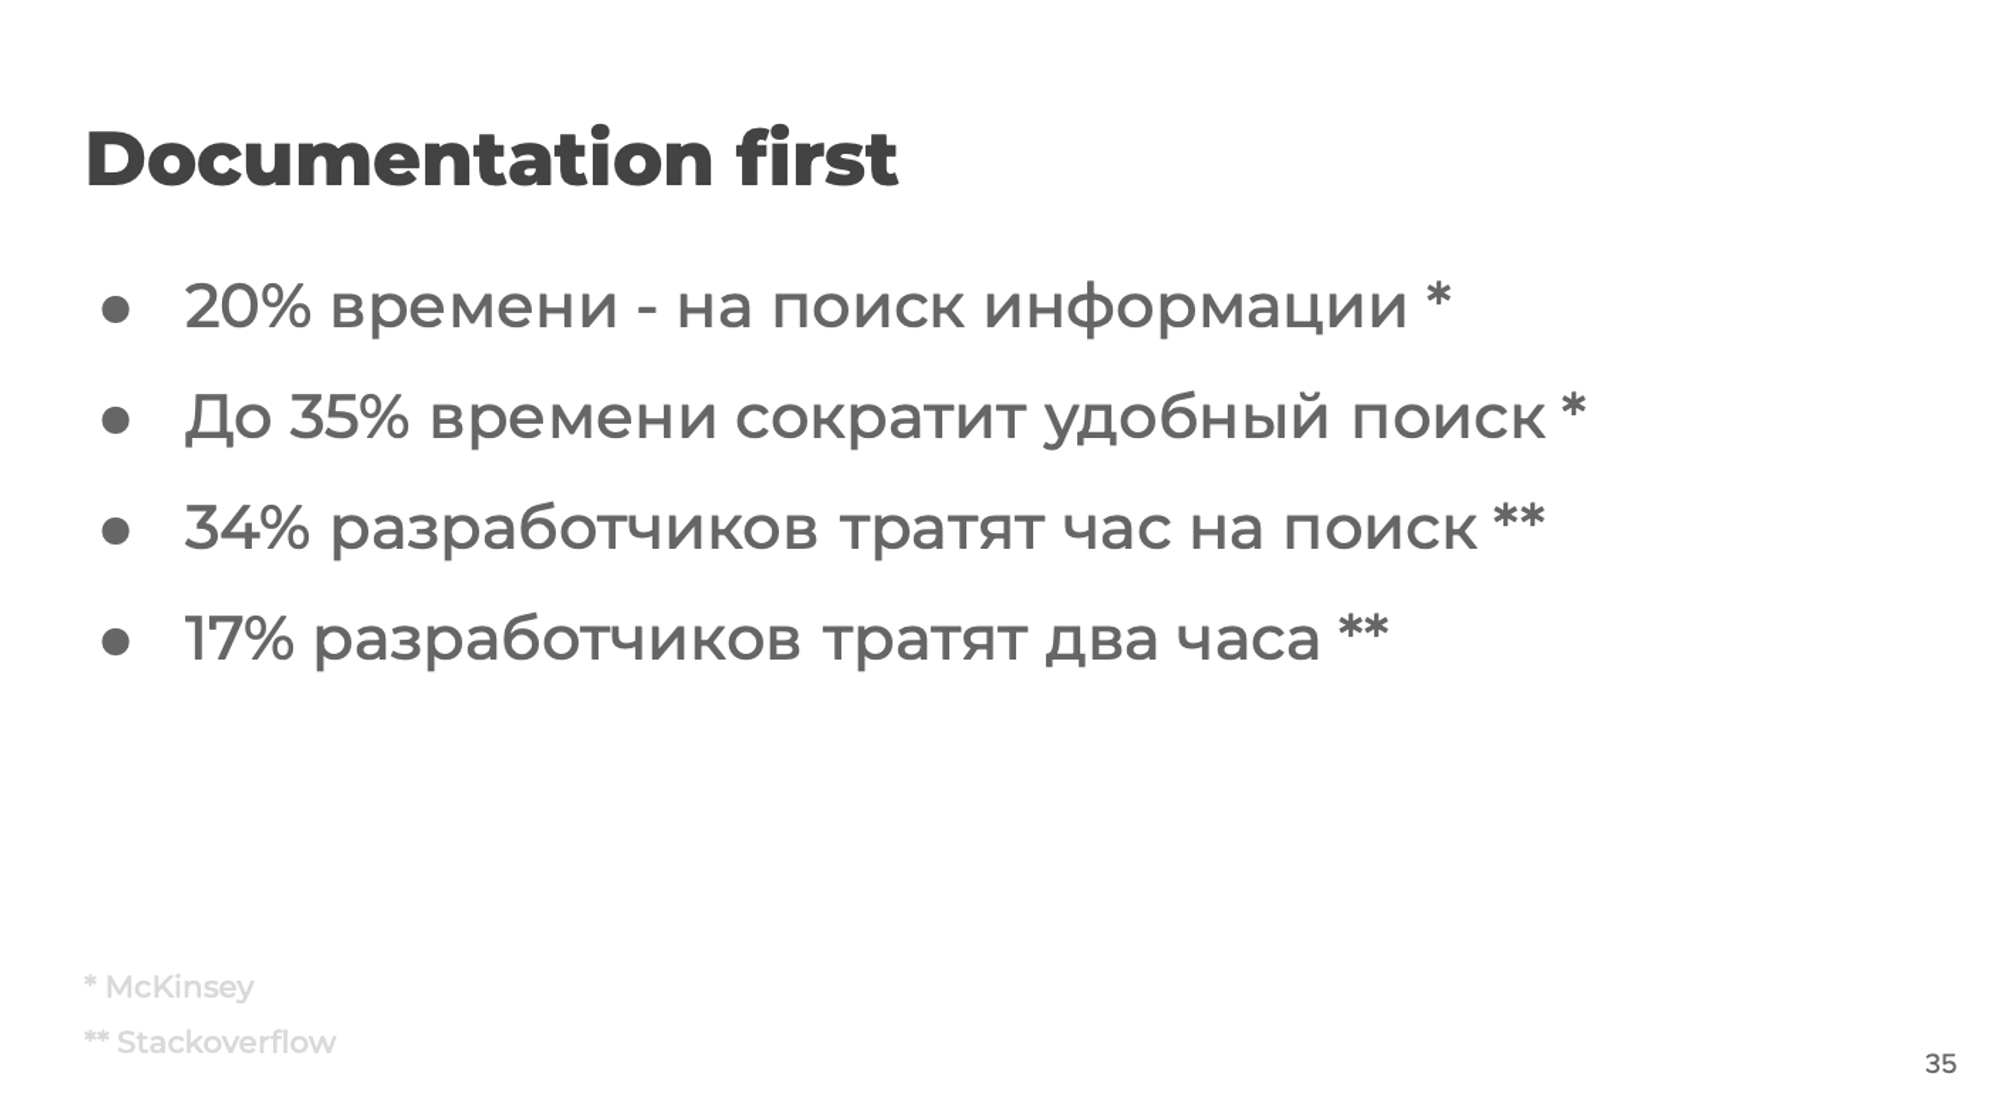 Documentation first
● 20% времени - на поиск информации *
● До 35% времени сократит удобный поиск *
● 34% разработчиков тратят час на поиск **
● 17% разработчиков тратят два часа **
* McKinsey
** Stackoverflow
35